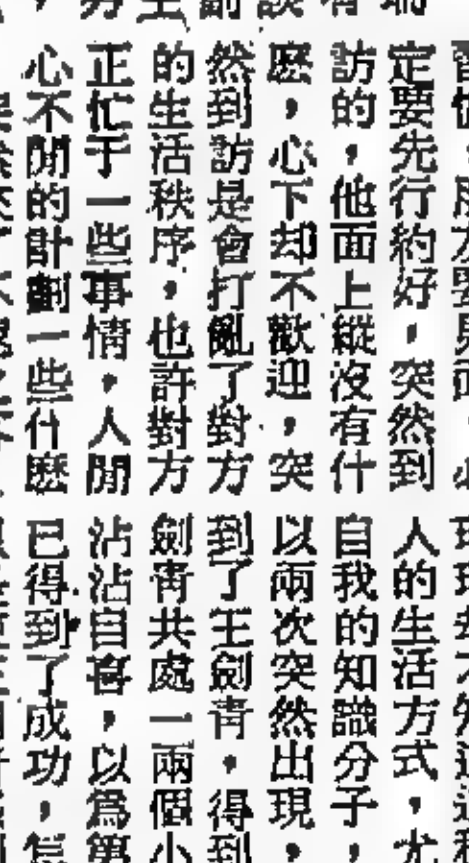 定要先行約好，突然到
訪的，他面上縱沒有什
麽，心下却不歡迎，突
然到訪是會打亂了對方
的生活秩序，也許對方
正忙于一些事情，人閒
心不閒的計劃一些什麽
人的生活方式，尤
自我的知識分子，
以兩次突然出現，
到了王劍青，得到
劍青共處一兩個小
沾沾自喜，以爲第
已得到了成功，怎